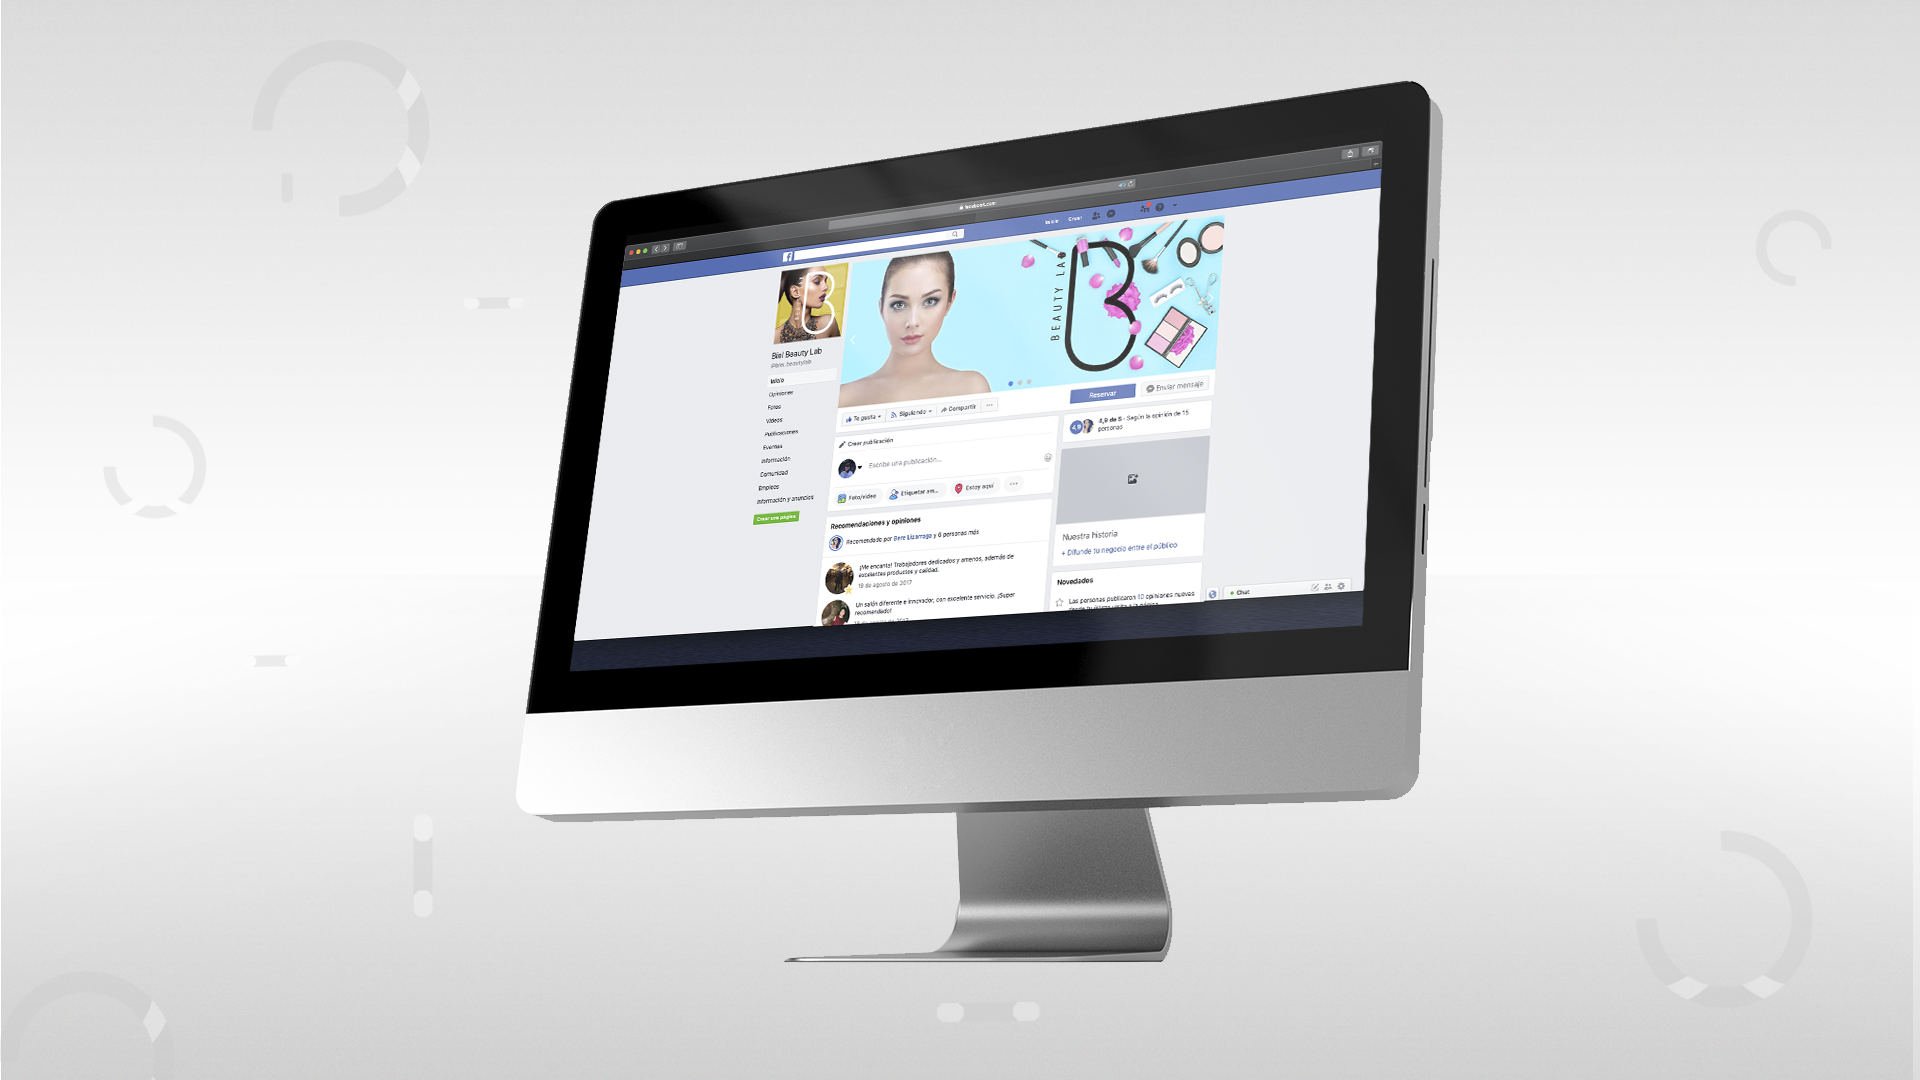 facebook.com
Inicio Crear
BEAUTY LAB
B
Biel Beauty Lab
@biel.beautylab
Inicio
Opiniones
Fotos
Videos
Publicaciones
Eventos
Información
Comunidad
Empleos
Información y anuncios
Crear una página
Te gusta
Siguiendo
Compartir
Reservar
Enviar mensaje
Crear publicación
Escribe una publicación...
Foto/video
Etiquetar am...
Estoy aquí
Recomendaciones y opiniones
Recomendado por Bere Lizarraga y 6 personas más
¡Me encanta! Trabajadores dedicados y amenos, además de
excelentes productos y calidad.
19 de agosto de 2017
Un salón diferente e innovador, con excelente servicio. ¡Súper
recomendado!
4,9
4,9 de 5 · Según la opinión de 15
personas
Nuestra historia
+ Difunde tu negocio entre el público
Novedades
Las personas publicaron 10 opiniones nuevas
Chat